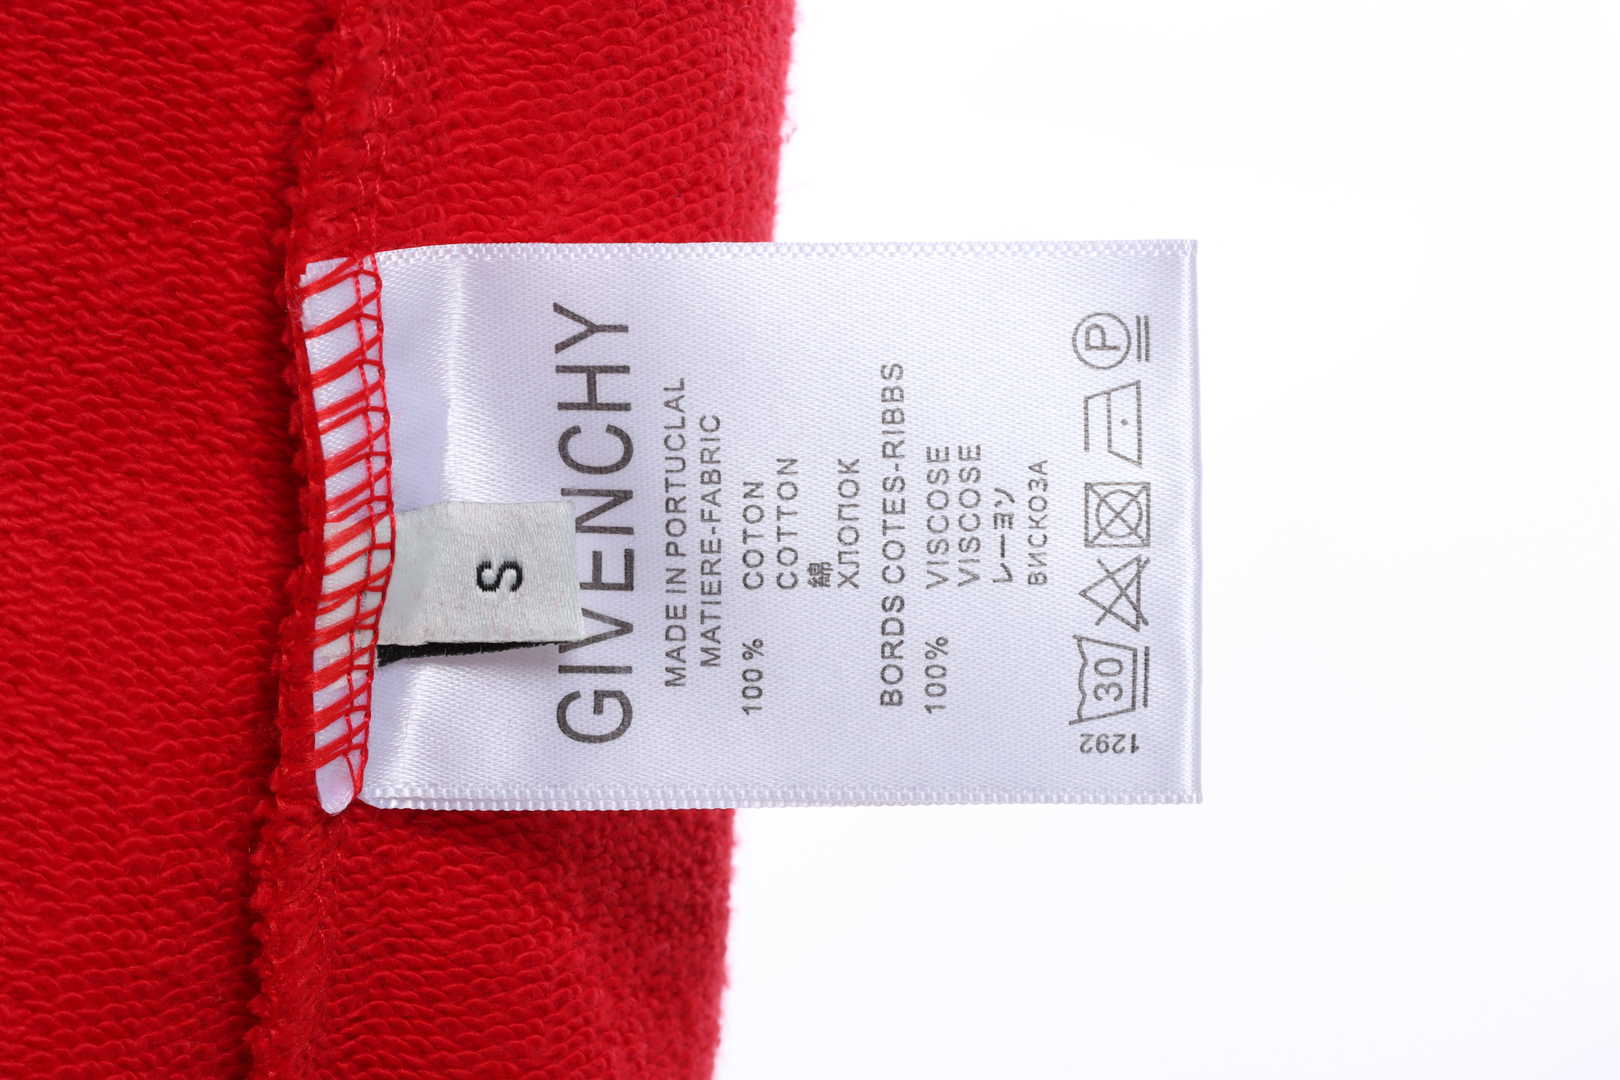 S
GIVENCHY
MADE IN PORTUCLAL
MATIERE-FABRIC
100% COTON
COTTON
綿
ХЛОПОК
BORDS COTES-RIBBS
100% VISCOSE
VISCOSE
レーヨン
ВИСКОЗА
30 P
1292